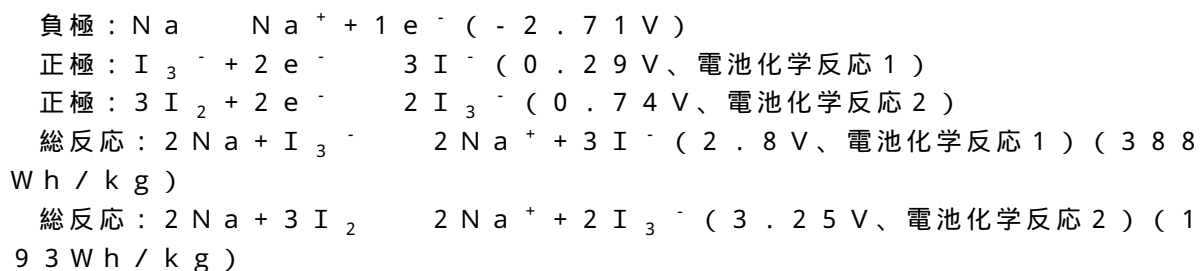 負極：Ｎａ　　Ｎａ⁺＋１ｅ⁻（－２．７１Ｖ）
正極：Ｉ₃⁻＋２ｅ⁻　　３Ｉ⁻（０．２９Ｖ、電池化学反応１）
正極：３Ｉ₂＋２ｅ⁻　　２Ｉ₃⁻（０．７４Ｖ、電池化学反応２）
総反応：２Ｎａ＋Ｉ₃⁻　　２Ｎａ⁺＋３Ｉ⁻（２．８Ｖ、電池化学反応１）（３８８
Ｗｈ／ｋｇ）
総反応：２Ｎａ＋３Ｉ₂　　２Ｎａ⁺＋２Ｉ₃⁻（３．２５Ｖ、電池化学反応２）（１
９３Ｗｈ／ｋｇ）